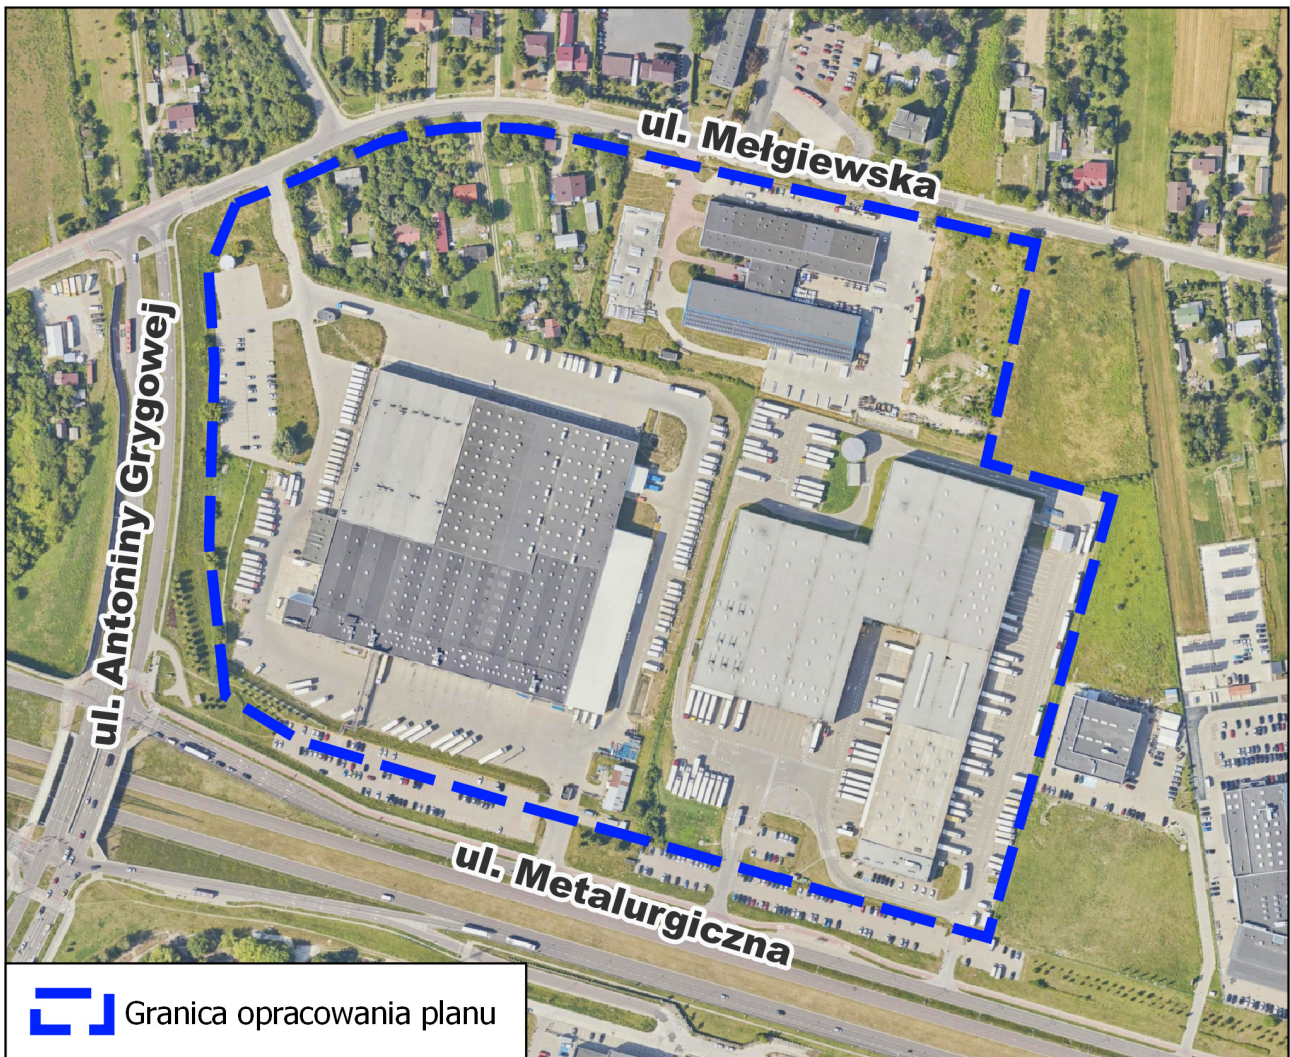 ul. Mełgiewska
ul. Antoniny Grygowej
ul. Metalurgiczna
Granica opracowania planu